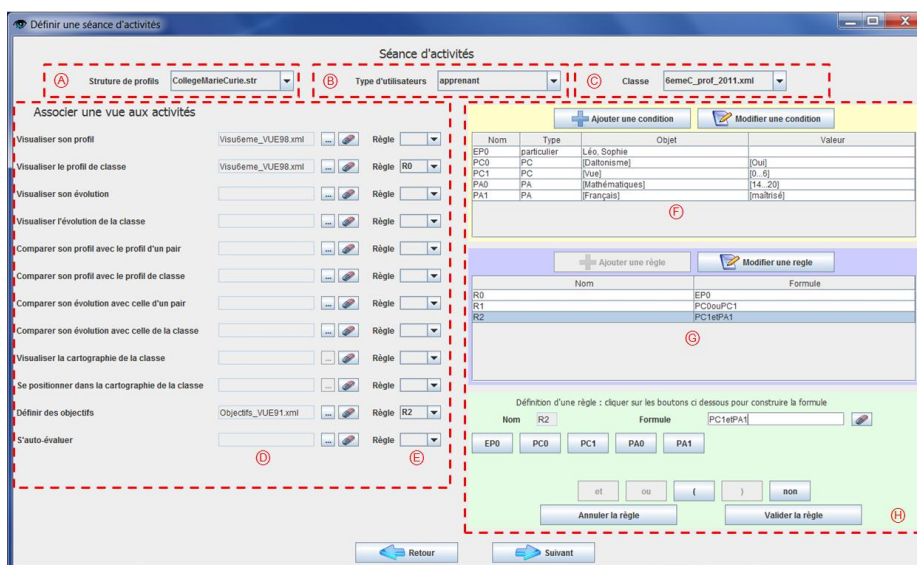 Définir une séance d'activités
Séance d'activités
A Struture de profils CollegeMarieCurie.str B Type d'utilisateurs apprenant C Classe 6emeC_prof_2011.xml
Associer une vue aux activités
Visualiser son profil Visu6eme_VUE98.xml ... Règle
Visualiser le profil de classe Visu6eme_VUE98.xml ... Règle R0
Visualiser son évolution ... Règle
Visualiser l'évolution de la classe ... Règle
Comparer son profil avec le profil d'un pair ... Règle
Comparer son profil avec le profil de classe ... Règle
Comparer son évolution avec celle d'un pair ... Règle
Comparer son évolution avec celle de la classe ... Règle
Visualiser la cartographie de la classe ... Règle
Se positionner dans la cartographie de la classe ... Règle
Définir des objectifs Objectifs_VUE91.xml ... Règle R2
S'auto-évaluer ... Règle
D E
Ajouter une condition Modifier une condition
Nom Type Objet Valeur
EP0 particulier Léo, Sophie
PC0 PC [Daltonisme] [Oui]
PC1 PC [Vue] [0...6]
PA0 PA [Mathématiques] [14...20]
PA1 PA [Français] [maîtrisé]
F
Ajouter une règle Modifier une regle
Nom Formule
R0 EP0
R1 PC0ouPC1
R2 PC1etPA1
G
Définition d'une règle : cliquer sur les boutons ci dessous pour construire la formule
Nom R2 Formule PC1etPA1
EP0 PC0 PC1 PA0 PA1
et ou ( ) non
Annuler la règle Valider la règle H
Retour Suivant